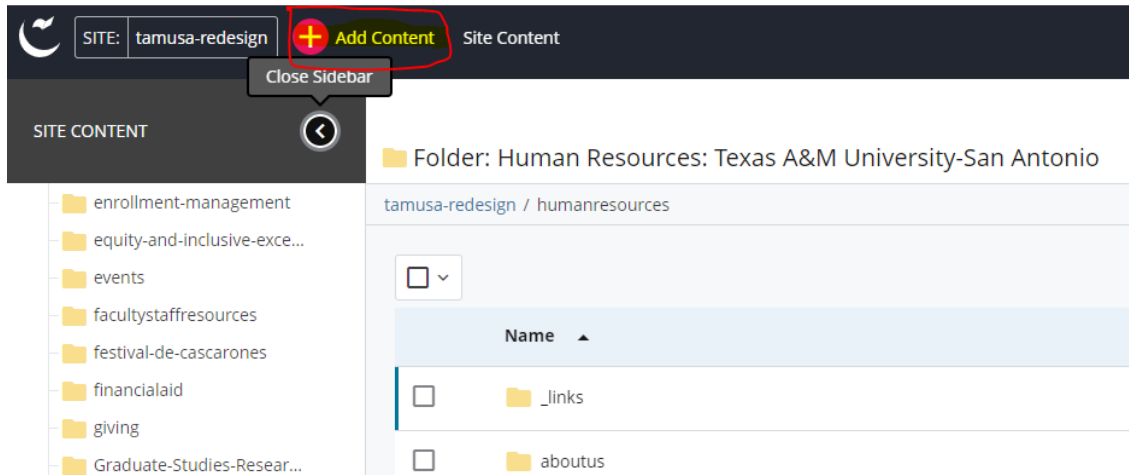 SITE: tamusa-redesign Add Content Site Content
Close Sidebar
SITE CONTENT
Folder: Human Resources: Texas A&M University-San Antonio
tamusa-redesign / humanresources
enrollment-management
equity-and-inclusive-exce...
events
facultystaffresources
festival-de-cascarones
financialaid
giving
Graduate-Studies-Resear...
Name
_links
aboutus